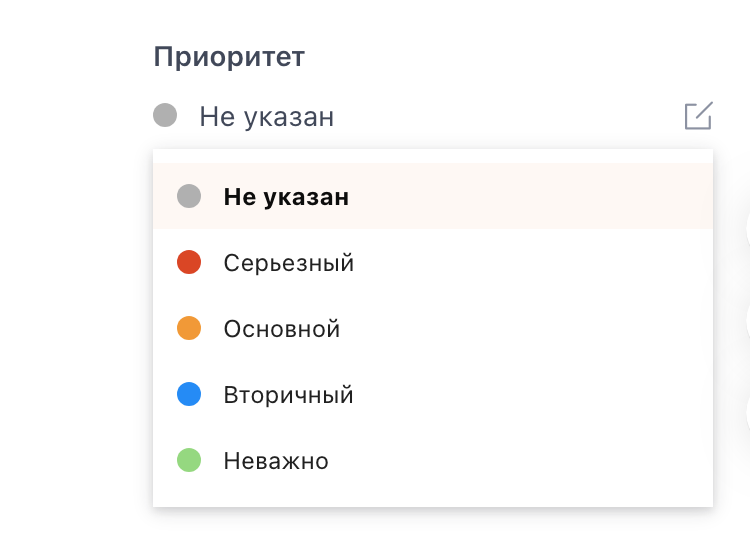 Приоритет
Не указан
Не указан
Серьезный
Основной
Вторичный
Неважно